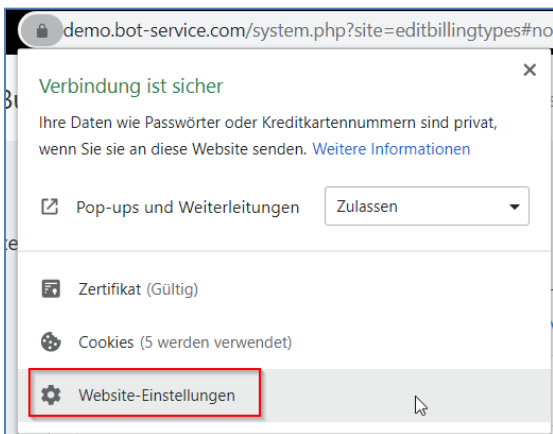 demo.bot-service.com/system.php?site=editbillingtypes#no
Verbindung ist sicher
Ihre Daten wie Passwörter oder Kreditkartennummern sind privat,
wenn Sie sie an diese Website senden. Weitere Informationen
Pop-ups und Weiterleitungen Zulassen
Zertifikat (Gültig)
Cookies (5 werden verwendet)
Website-Einstellungen